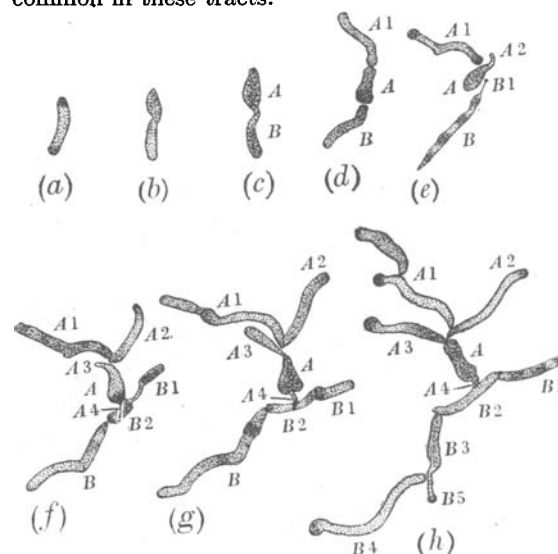 common in these tracts.
A1
A2
A1
A
A
A
B1
B
B
B
(a)
(b)
(c)
(d)
(e)
A1
A2
A1
A2
A1
A2
A3
A3
A3
A
B1
A
A
A4
B2
A4
B2
B1
A4
B2
B1
B3
B
B
B5
B4
(f)
(g)
(h)